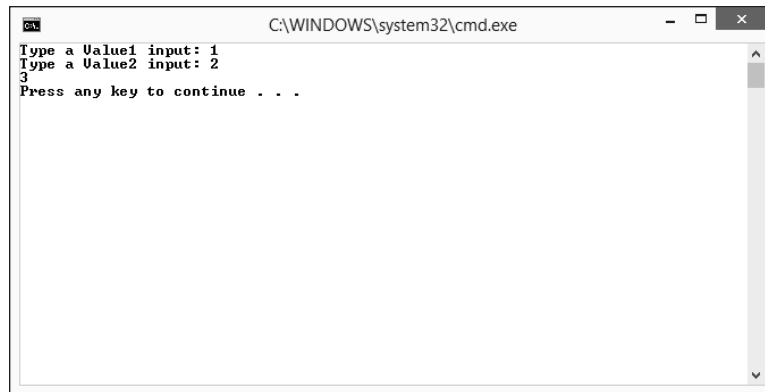 C:\WINDOWS\system32\cmd.exe
Type a Value1 input: 1
Type a Value2 input: 2
3
Press any key to continue . . .